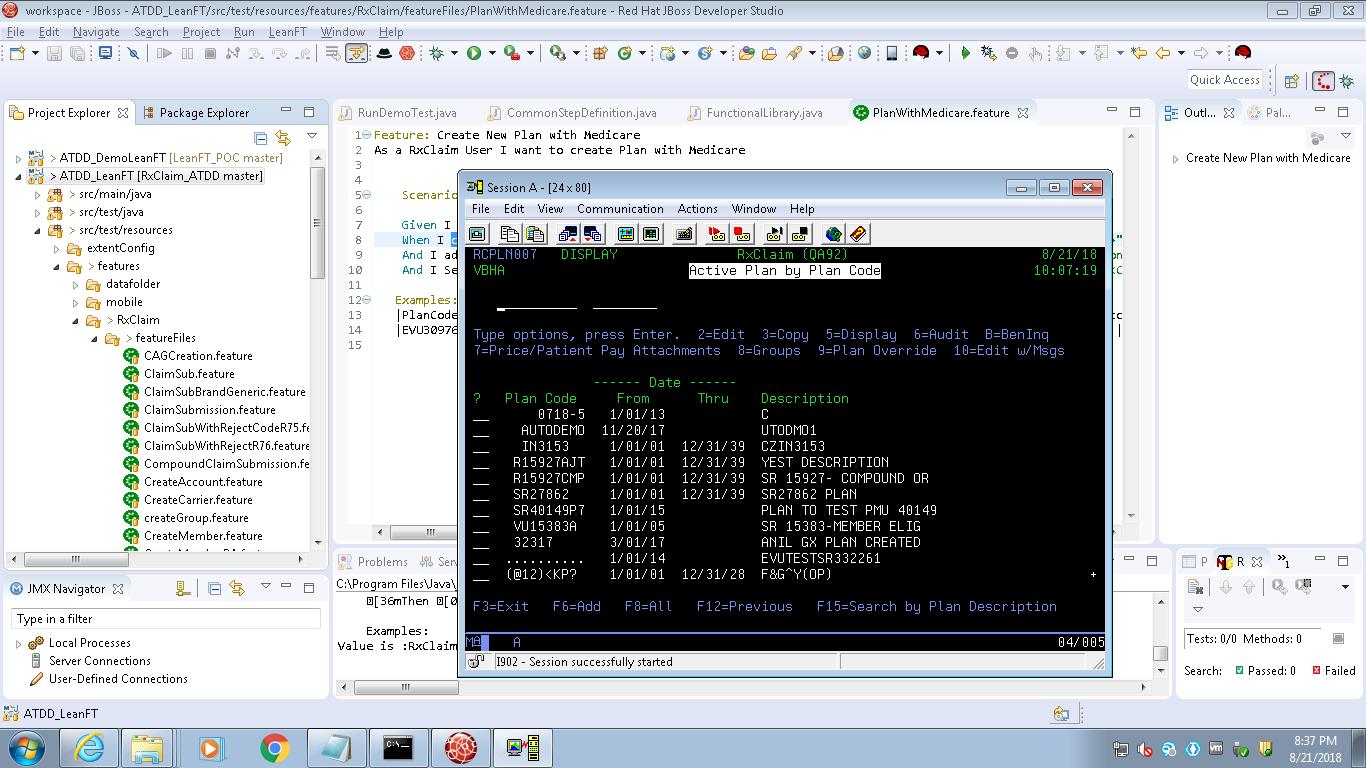 workspace - JBoss - ATDD_LeanFT/src/test/resources/features/RxClaim/featureFiles/PlanWithMedicare.feature - Red Hat JBoss Developer Studio
File Edit Navigate Search Project Run LeanFT Window Help
Quick Access
Project Explorer Package Explorer
> ATDD_DemoLeanFT [LeanFT_POC master]
> ATDD_LeanFT [RxClaim_ATDD master]
> src/main/java
> src/test/java
> src/test/resources
extentConfig
> features
datafolder
mobile
> RxClaim
> featureFiles
CAGCreation.feature
ClaimSub.feature
ClaimSubBrandGeneric.feature
ClaimSubmission.feature
ClaimSubWithRejectCodeR75.fe
ClaimSubWithRejectR76.feature
CompoundClaimSubmission.fe
CreateAccount.feature
CreateCarrier.feature
createGroup.feature
CreateMember.feature
RunDemoTest.java CommonStepDefinition.java FunctionalLibrary.java PlanWithMedicare.feature
1 Feature: Create New Plan with Medicare
2 As a RxClaim User I want to create Plan with Medicare
3
4
5 Scenario
6
7 Given I
8 When I c
9 And I ad
10 And I Se
11
12 Examples:
13 |PlanCode
14 |EVU30976
15
Session A - [24 x 80]
File Edit View Communication Actions Window Help
RCPLN007 DISPLAY RxClaim (QA92) 8/21/18
VBHA Active Plan by Plan Code 10:07:19
Type options, press Enter. 2=Edit 3=Copy 5=Display 6=Audit B=BenInq
7=Price/Patient Pay Attachments 8=Groups 9=Plan Override 10=Edit w/Msgs
------ Date ------
? Plan Code From Thru Description
0718-5 1/01/13 C
AUTODEMO 11/20/17 UTODMO1
IN3153 1/01/01 12/31/39 CZIN3153
R15927AJT 1/01/01 12/31/39 YEST DESCRIPTION
R15927CMP 1/01/01 12/31/39 SR 15927- COMPOUND OR
SR27862 1/01/01 12/31/39 SR27862 PLAN
SR40149P7 1/01/15 PLAN TO TEST PMU 40149
VU15383A 1/01/05 SR 15383-MEMBER ELIG
32317 3/01/17 ANIL GX PLAN CREATED
.......... 1/01/14 EVUTESTSR332261
(@12)<KP? 1/01/01 12/31/28 F&G^Y(OP) +
F3=Exit F6=Add F8=All F12=Previous F15=Search by Plan Description
MA A 04/005
I902 - Session successfully started
Outl... Pal...
Create New Plan with Medicare
JMX Navigator
Type in a filter
Local Processes
Server Connections
User-Defined Connections
Problems Serv
C:\Program Files\Java\
[36mThen [0
Examples:
Value is :RxClaim
P R
Tests: 0/0 Methods: 0
Search: Passed: 0 Failed
ATDD_LeanFT
8:37 PM
8/21/2018